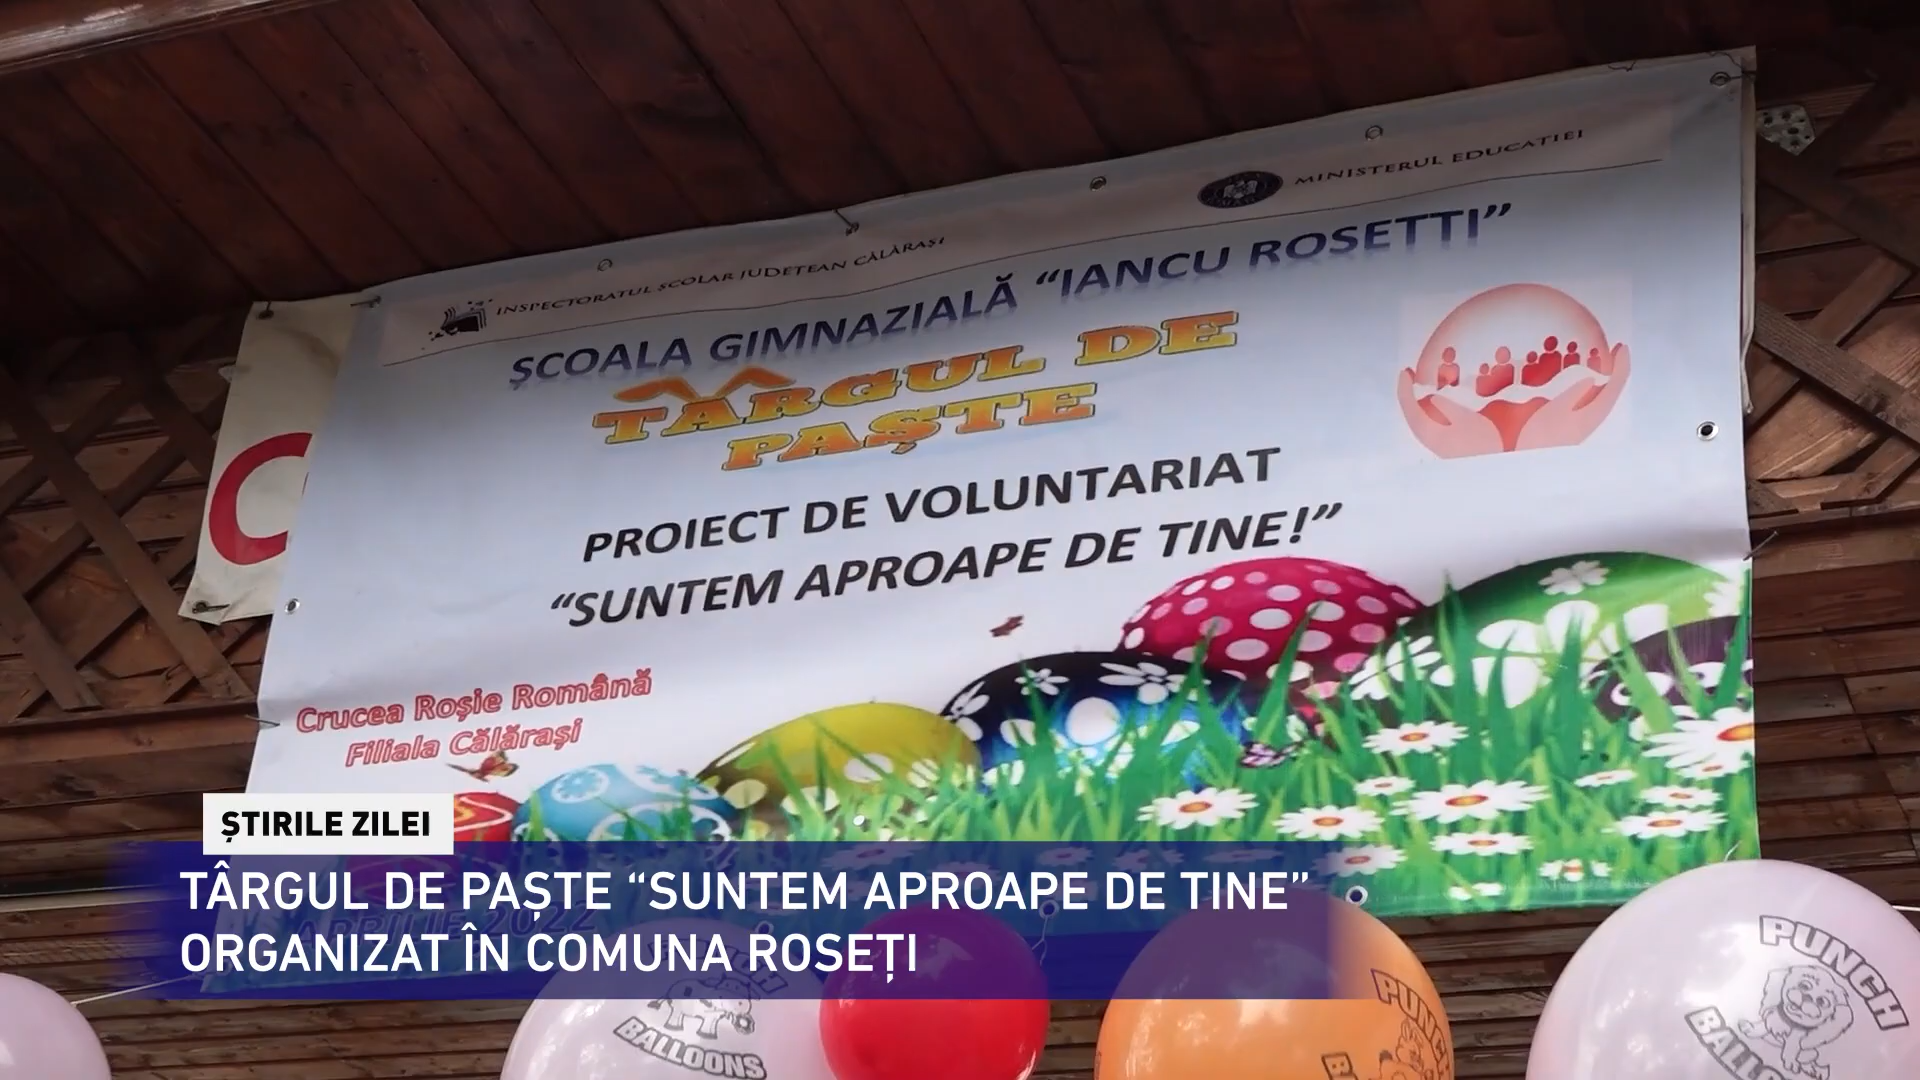 INSPECTORATUL ȘCOLAR JUDEȚEAN CĂLĂRAȘI
MINISTERUL EDUCAȚIEI
ȘCOALA GIMNAZIALĂ “IANCU ROSETTI”
TÂRGUL DE
PAȘTE
PROIECT DE VOLUNTARIAT
“SUNTEM APROAPE DE TINE!”
Crucea Roșie Română
Filiala Călărași
APRILIE 2022
ȘTIRILE ZILEI
TÂRGUL DE PAȘTE “SUNTEM APROAPE DE TINE”
ORGANIZAT ÎN COMUNA ROSEȚI
BALLOONS
PUNCH